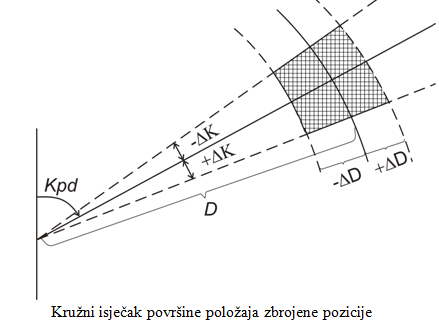 -ΔK
+ΔK
Kpd
D
-ΔD
+ΔD
Kružni isječak površine položaja zbrojene pozicije